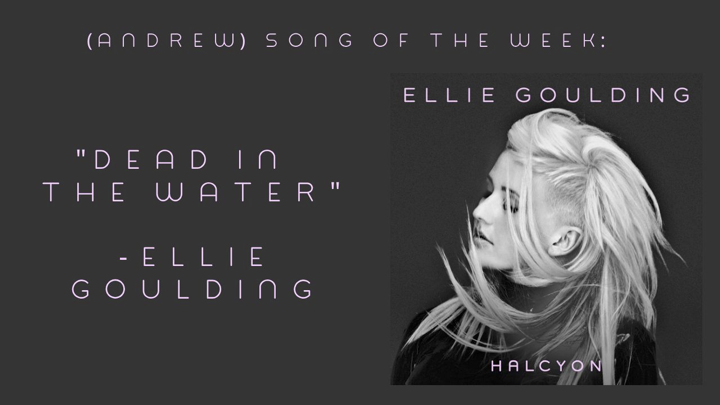 (ANDREW) SONG OF THE WEEK:
"DEAD IN
THE WATER"
-ELLIE
GOULDING
ELLIE GOULDING
HALCYON